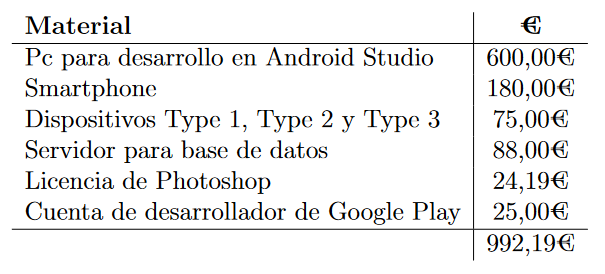 Material €
Pc para desarrollo en Android Studio 600,00€
Smartphone 180,00€
Dispositivos Type 1, Type 2 y Type 3 75,00€
Servidor para base de datos 88,00€
Licencia de Photoshop 24,19€
Cuenta de desarrollador de Google Play 25,00€
992,19€